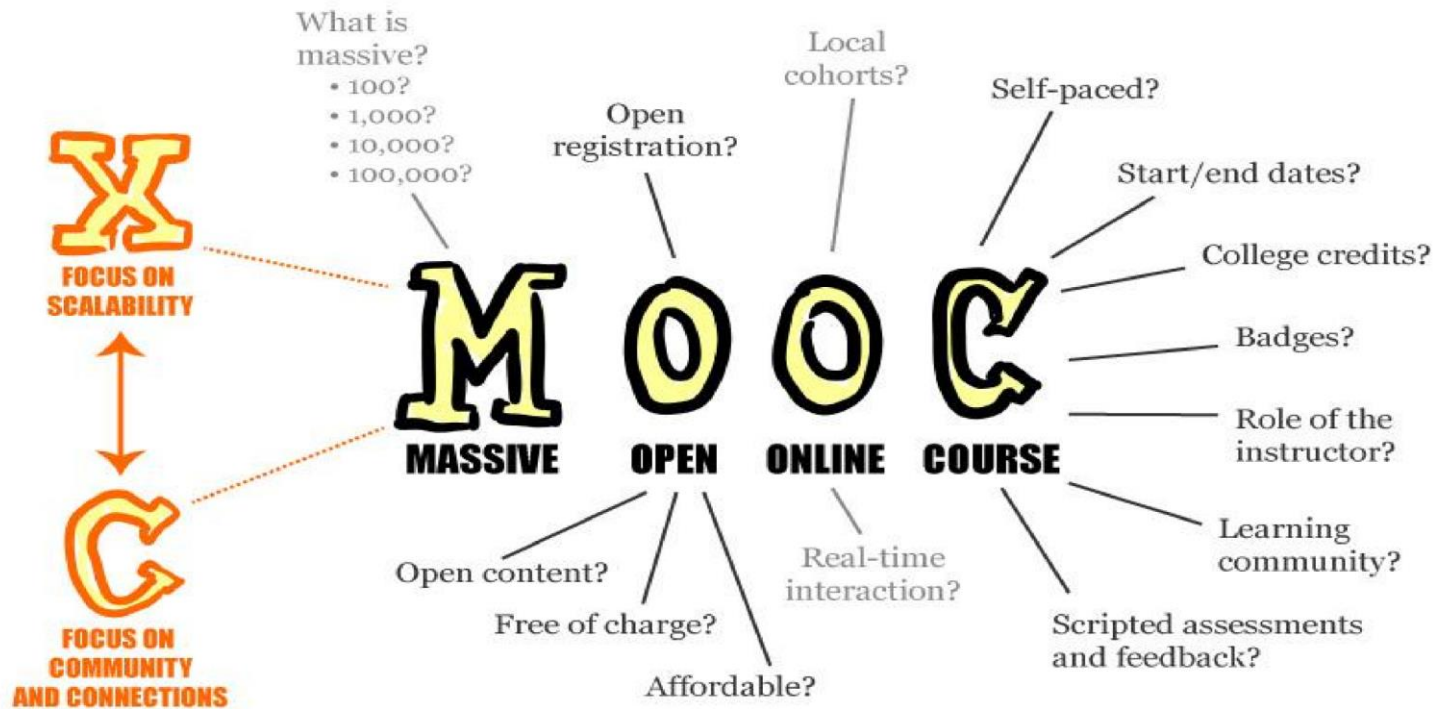 What is
massive?
• 100?
• 1,000?
• 10,000?
• 100,000?
Open
registration?
Local
cohorts?
Self-paced?
Start/end dates?
College credits?
Badges?
Role of the
instructor?
Learning
community?
Scripted assessments
and feedback?
X
FOCUS ON
SCALABILITY
C
FOCUS ON
COMMUNITY
AND CONNECTIONS
MOOC
MASSIVE OPEN ONLINE COURSE
Open content?
Free of charge?
Affordable?
Real-time
interaction?